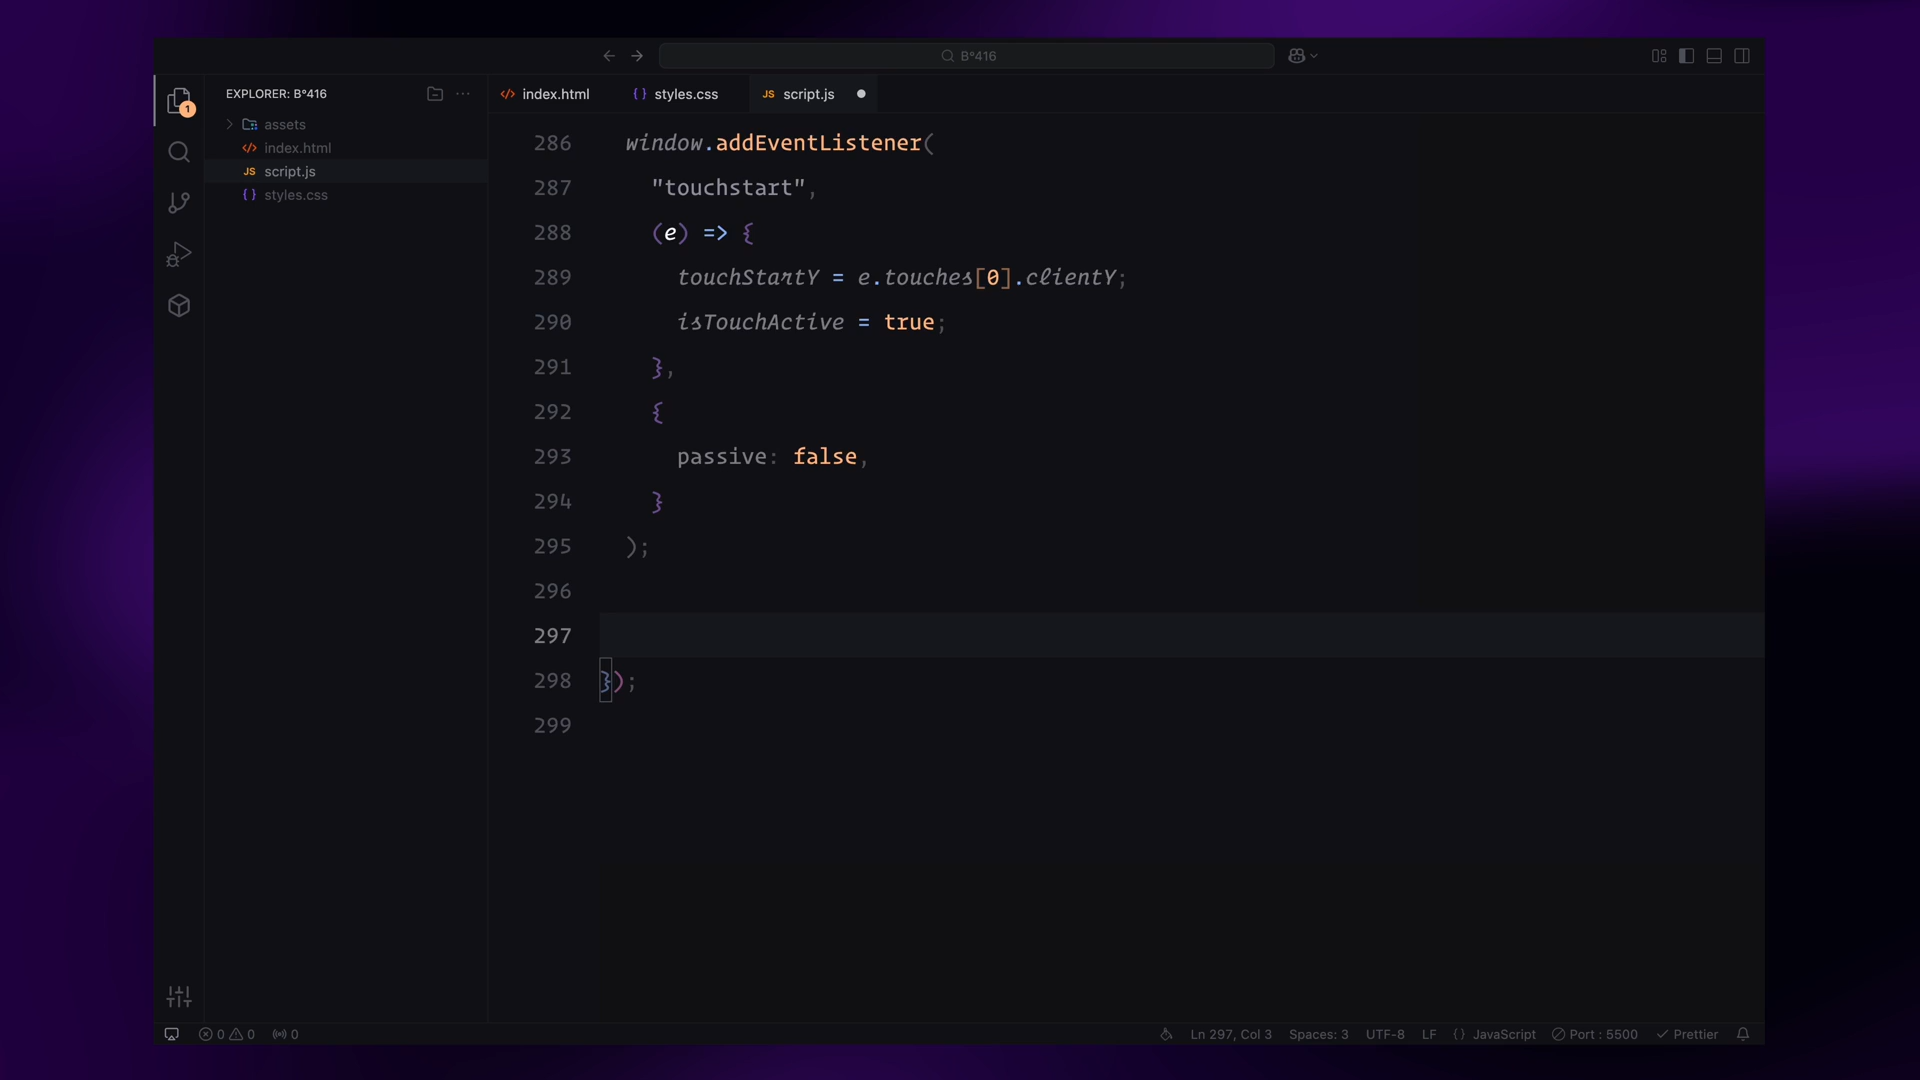 B°416
EXPLORER: B°416
1
assets
index.html
JS script.js
styles.css
index.html
styles.css
JS script.js
286 window.addEventListener(
287 "touchstart",
288 (e) => {
289 touchStartY = e.touches[0].clientY;
290 isTouchActive = true;
291 },
292 {
293 passive: false,
294 }
295 );
296
297
298 });
299
0 0 0
Ln 297, Col 3 Spaces: 3 UTF-8 LF {} JavaScript Port : 5500 Prettier